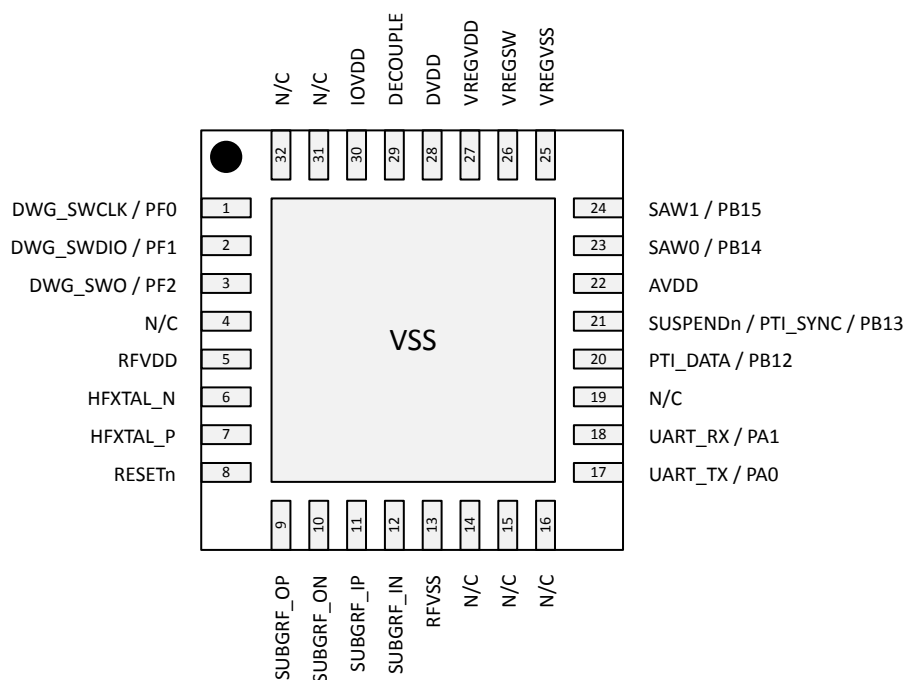 N/C
N/C
IOVDD
DECOUPLE
DVDD
VREGVDD
VREGSW
VREGVSS
32
31
30
29
28
27
26
25
DWG_SWCLK / PF0 1
DWG_SWDIO / PF1 2
DWG_SWO / PF2 3
N/C 4
RFVDD 5
HFXTAL_N 6
HFXTAL_P 7
RESETn 8
VSS
24 SAW1 / PB15
23 SAW0 / PB14
22 AVDD
21 SUSPENDn / PTI_SYNC / PB13
20 PTI_DATA / PB12
19 N/C
18 UART_RX / PA1
17 UART_TX / PA0
9
10
11
12
13
14
15
16
SUBGRF_OP
SUBGRF_ON
SUBGRF_IP
SUBGRF_IN
RFVSS
N/C
N/C
N/C